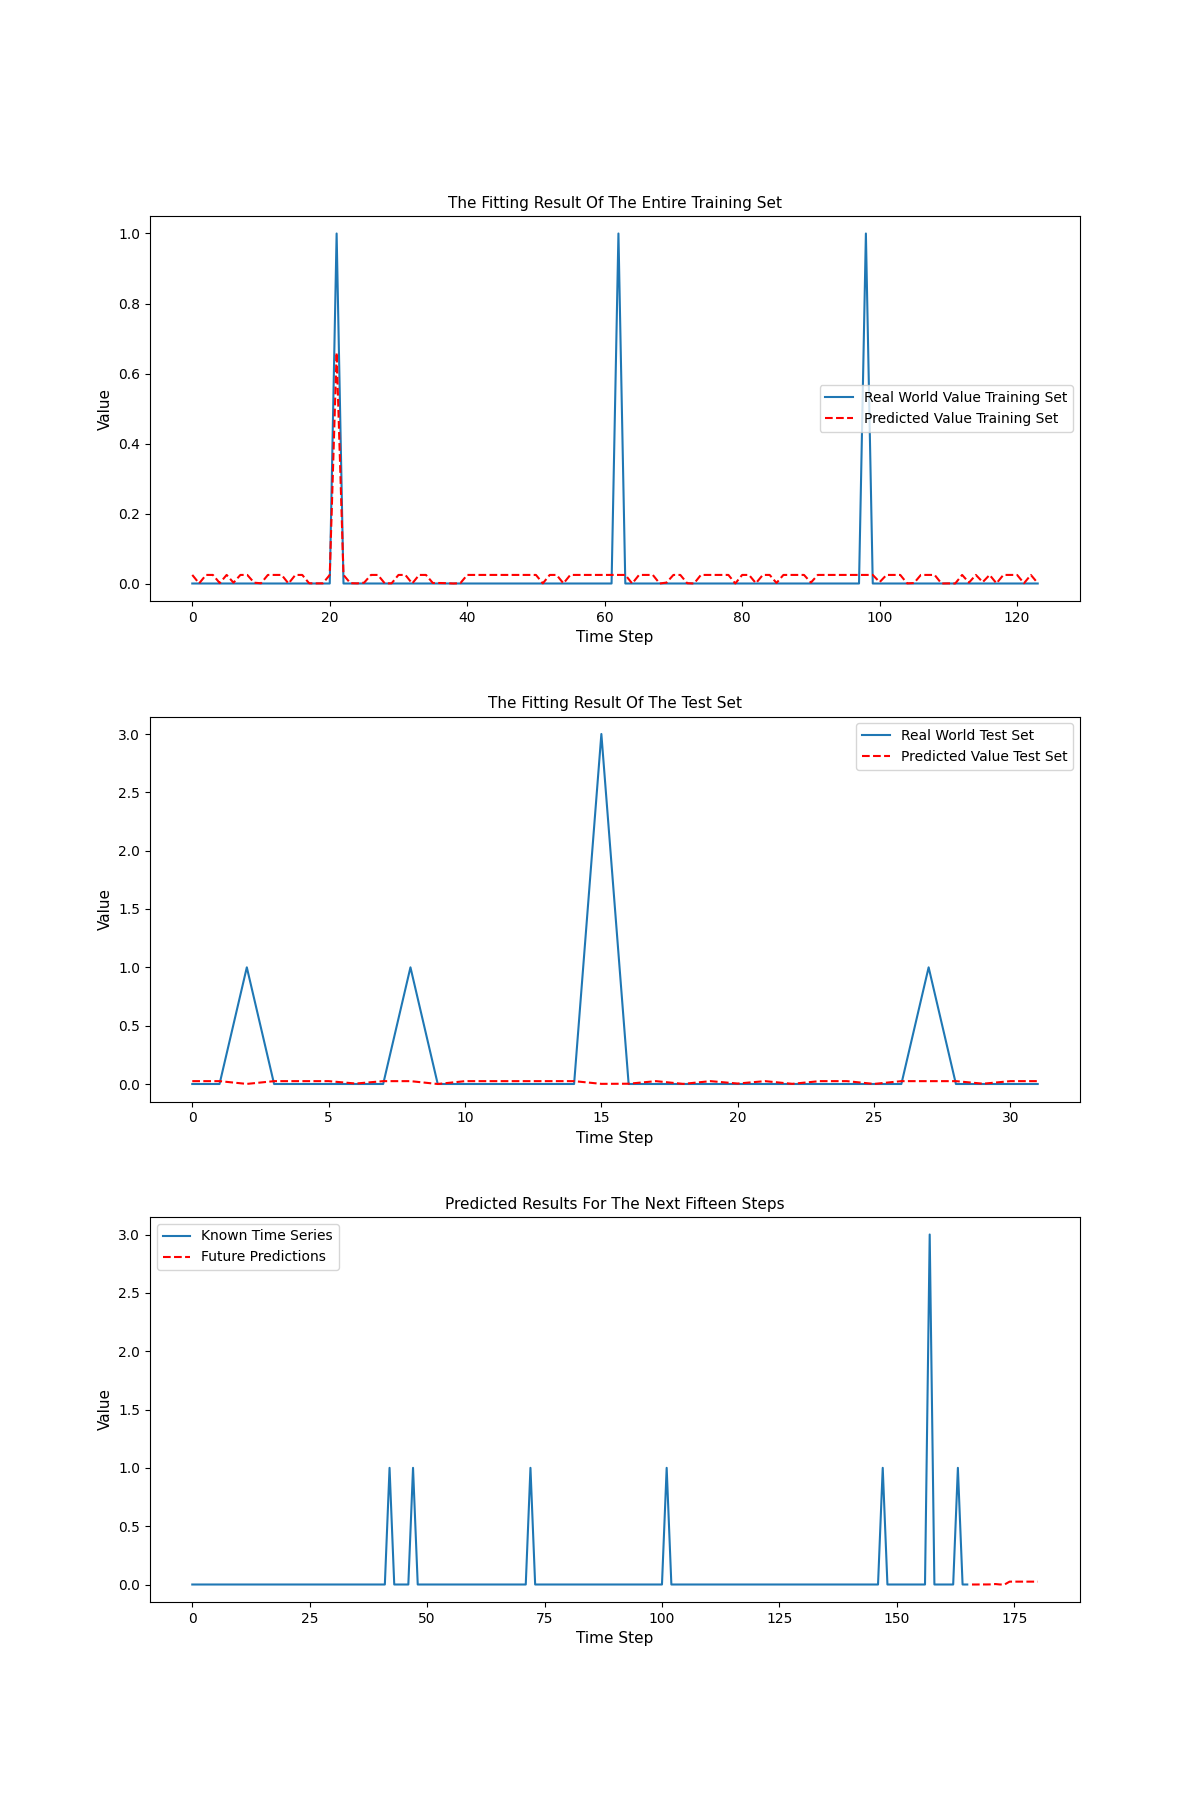 The Fitting Result Of The Entire Training Set
1.0
0.8
0.6
0.4
0.2
0.0
Value
Real World Value Training Set
Predicted Value Training Set
0 20 40 60 80 100 120
Time Step
The Fitting Result Of The Test Set
3.0
2.5
2.0
1.5
1.0
0.5
0.0
Value
Real World Test Set
Predicted Value Test Set
0 5 10 15 20 25 30
Time Step
Predicted Results For The Next Fifteen Steps
3.0
2.5
2.0
1.5
1.0
0.5
0.0
Value
Known Time Series
Future Predictions
0 25 50 75 100 125 150 175
Time Step